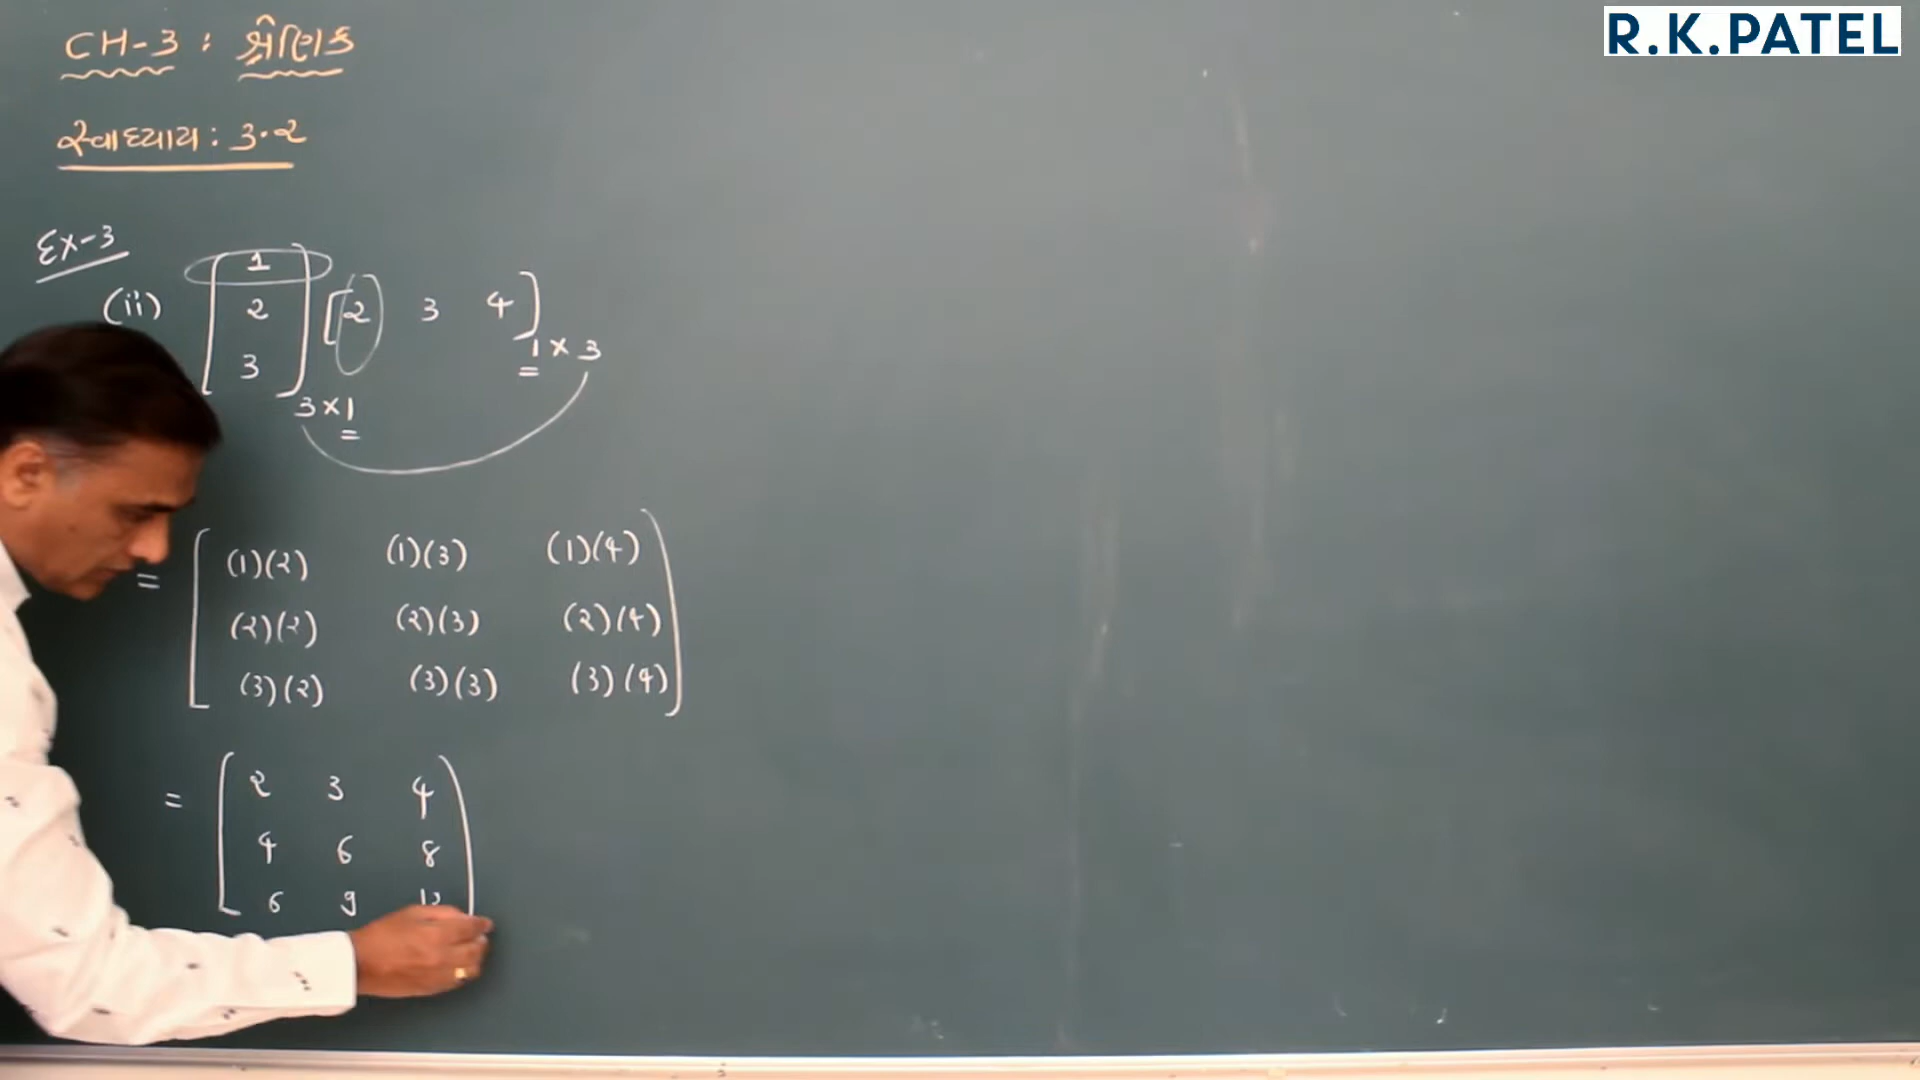 CH-3 : શ્રેણિક
R.K.PATEL
સ્વાધ્યાય : 3.2
Ex-3
(ii) [1 2 3] [2 3 4]
1 × 3
3 × 1
= [(1)(2) (1)(3) (1)(4)
(2)(2) (2)(3) (2)(4)
(3)(2) (3)(3) (3)(4)]
= [2 3 4
4 6 8
6 9 12]